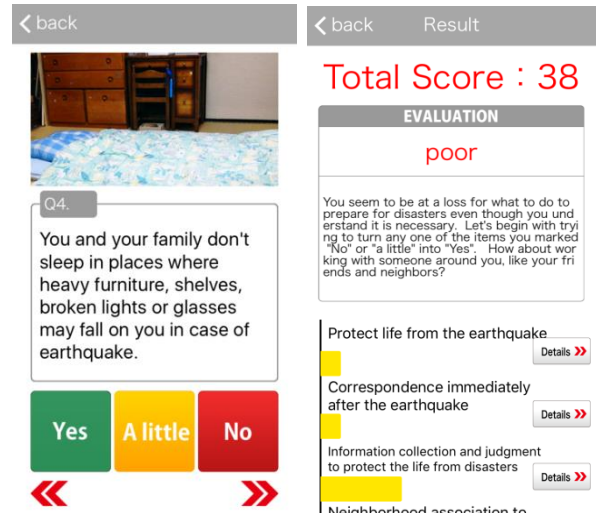 back
Q4.
You and your family don't
sleep in places where
heavy furniture, shelves,
broken lights or glasses
may fall on you in case of
earthquake.
Yes
A little
No
back
Result
Total Score : 38
EVALUATION
poor
You seem to be at a loss for what to do to
prepare for disasters even though you und
erstand it is necessary. Let's begin with tryi
ng to turn any one of the items you marked
"No" or "a little" into "Yes". How about wor
king with someone around you, like your fri
ends and neighbors?
Protect life from the earthquake
Details
Correspondence immediately
after the earthquake
Details
Information collection and judgment
to protect the life from disasters
Details
Neighborhood association to